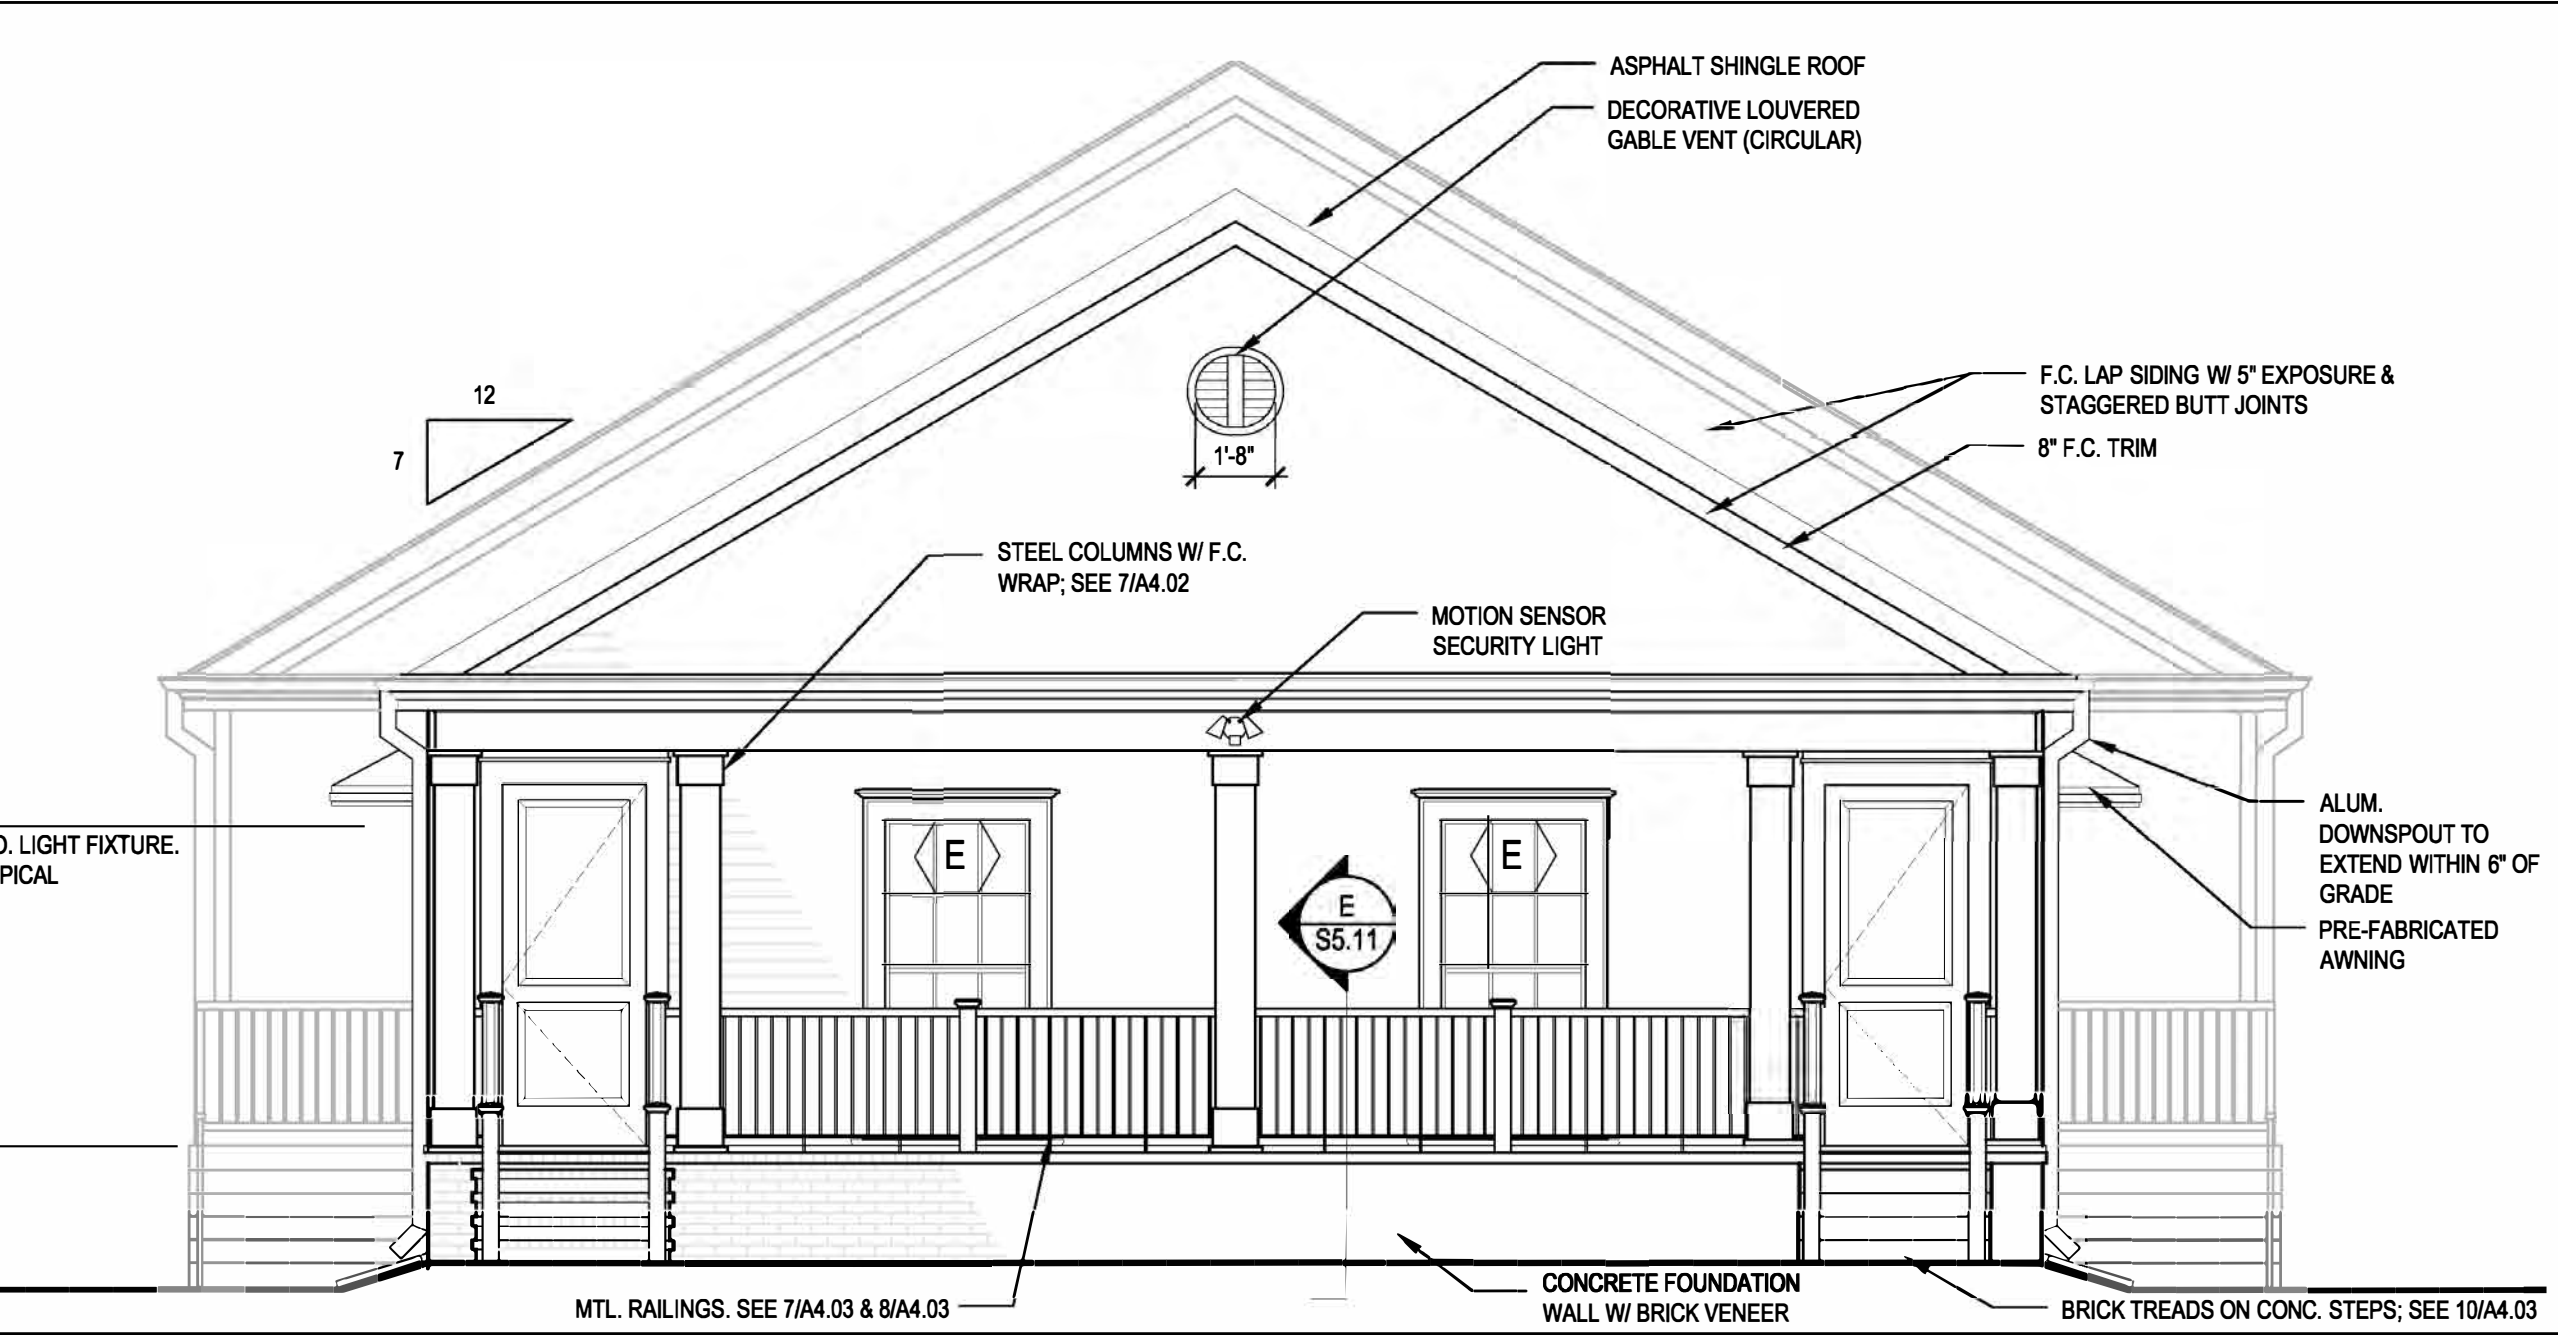 ASPHALT SHINGLE ROOF
DECORATIVE LOUVERED
GABLE VENT (CIRCULAR)
12
7
F.C. LAP SIDING W/ 5" EXPOSURE &
STAGGERED BUTT JOINTS
8" F.C. TRIM
1'-8"
STEEL COLUMNS W/ F.C.
WRAP; SEE 7/A4.02
MOTION SENSOR
SECURITY LIGHT
LIGHT FIXTURE.
E
E
E
S5.11
ALUM.
DOWNSPOUT TO
EXTEND WITHIN 6" OF
GRADE
PRE-FABRICATED
AWNING
MTL. RAILINGS. SEE 7/A4.03 & 8/A4.03
CONCRETE FOUNDATION
WALL W/ BRICK VENEER
BRICK TREADS ON CONC. STEPS; SEE 10/A4.03